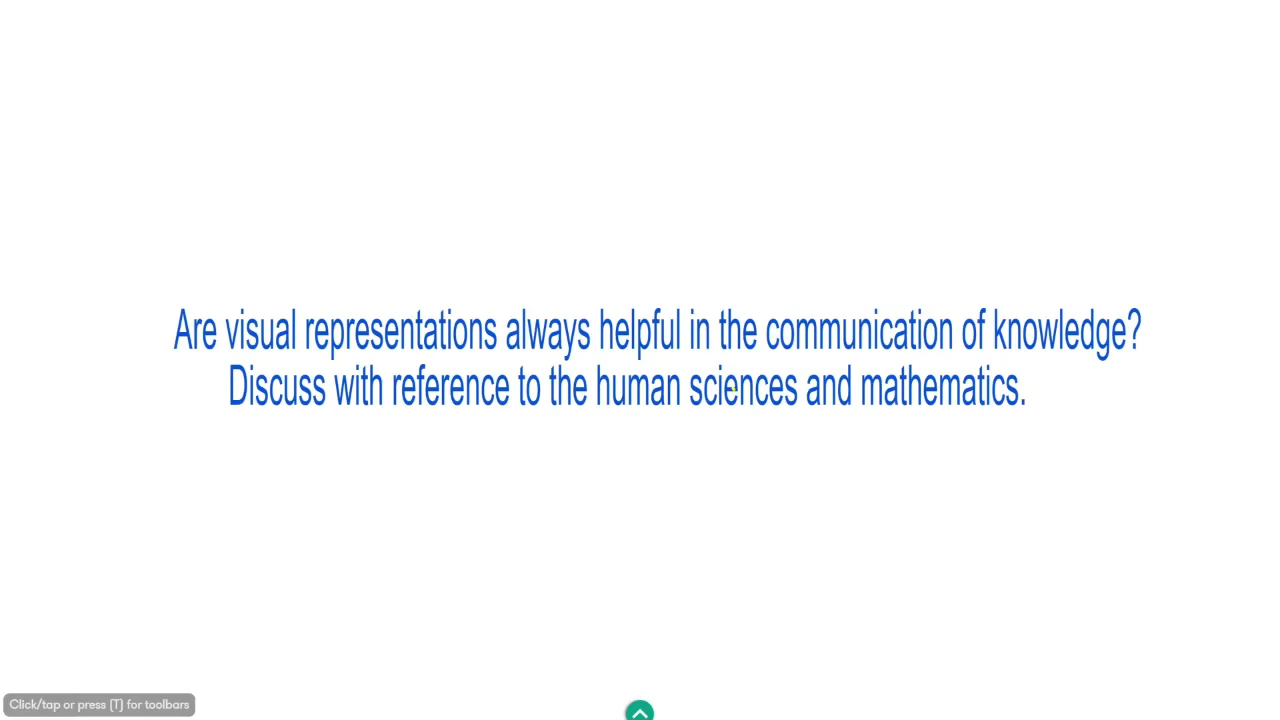 Are visual representations always helpful in the communication of knowledge?
Discuss with reference to the human sciences and mathematics.
Click/tap or press (T) for toolbars